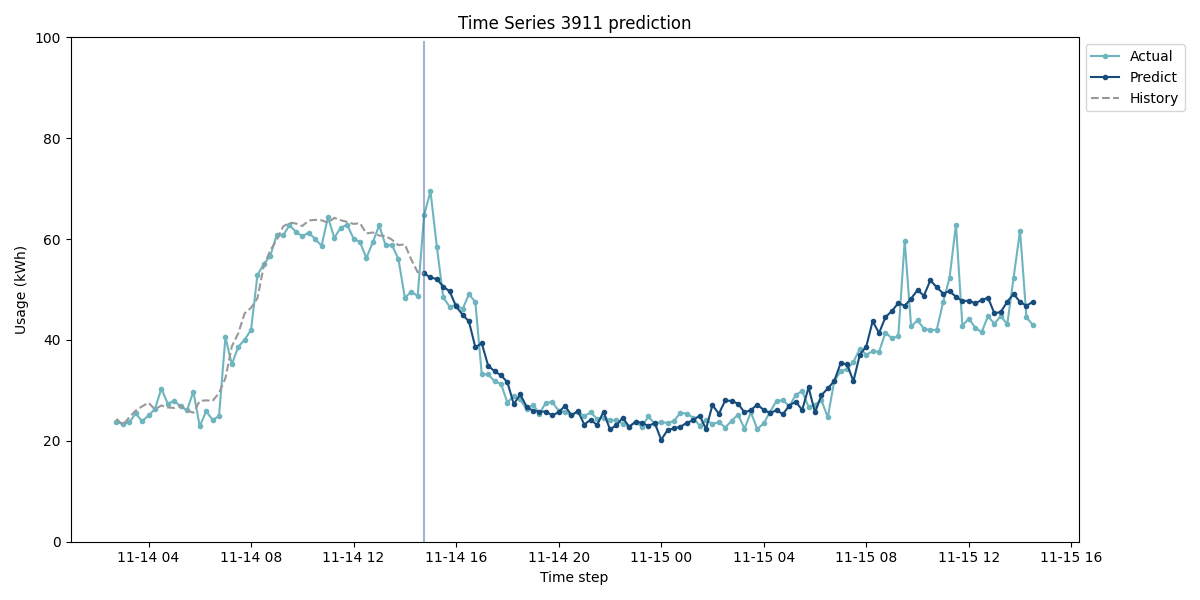 Time Series 3911 prediction
Usage (kWh)
100
80
60
40
20
0
11-14 04
11-14 08
11-14 12
11-14 16
11-14 20
11-15 00
11-15 04
11-15 08
11-15 12
11-15 16
Time step
Actual
Predict
History